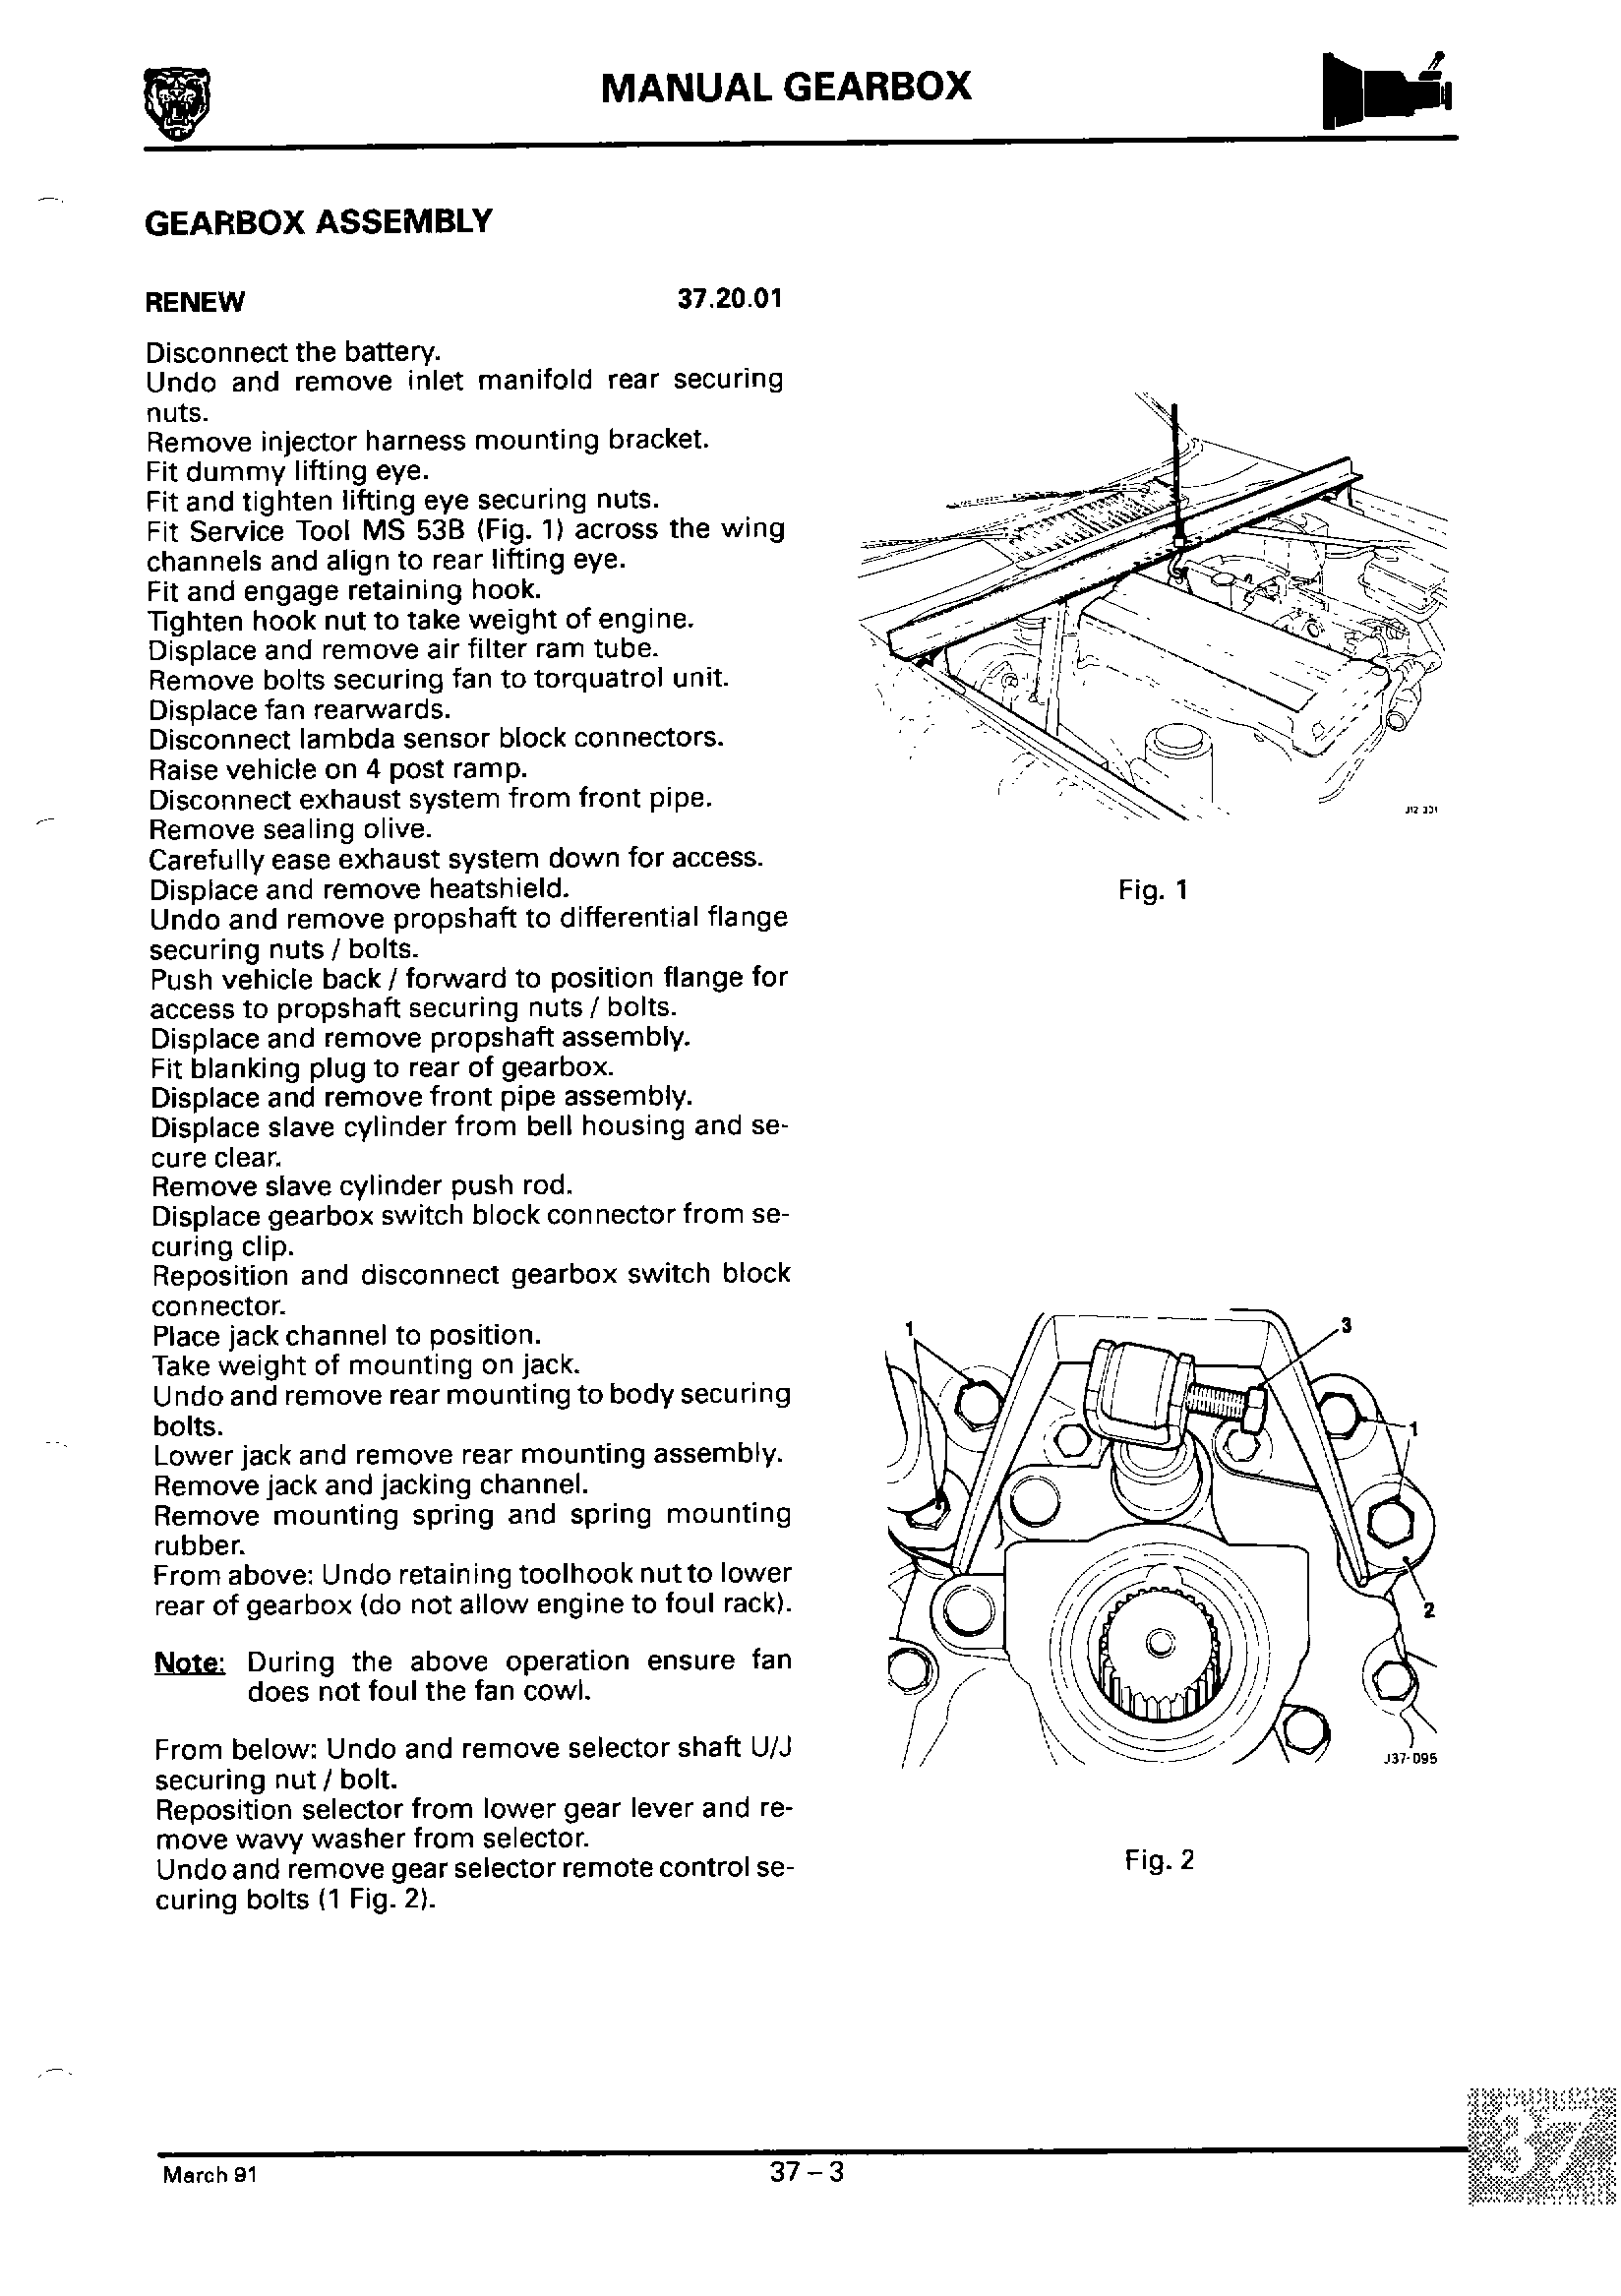 MANUAL GEARBOX
GEARBOX ASSEMBLY
RENEW 37.20.01
Disconnect the battery.
Undo and remove inlet manifold rear securing
nuts.
Remove injector harness mounting bracket.
Fit dummy lifting eye.
Fit and tighten lifting eye securing nuts.
Fit Service Tool MS 53B (Fig. 1) across the wing
channels and align to rear lifting eye.
Fit and engage retaining hook.
Tighten hook nut to take weight of engine.
Displace and remove air filter ram tube.
Remove bolts securing fan to torquatrol unit.
Displace fan rearwards.
Disconnect lambda sensor block connectors.
Raise vehicle on 4 post ramp.
Disconnect exhaust system from front pipe.
Remove sealing olive.
Carefully ease exhaust system down for access.
Displace and remove heatshield.
Undo and remove propshaft to differential flange
securing nuts / bolts.
Push vehicle back / forward to position flange for
access to propshaft securing nuts / bolts.
Displace and remove propshaft assembly.
Fit blanking plug to rear of gearbox.
Displace and remove front pipe assembly.
Displace slave cylinder from bell housing and se-
cure clear.
Remove slave cylinder push rod.
Displace gearbox switch block connector from se-
curing clip.
Reposition and disconnect gearbox switch block
connector.
Place jack channel to position.
Take weight of mounting on jack.
Undo and remove rear mounting to body securing
bolts.
Lower jack and remove rear mounting assembly.
Remove jack and jacking channel.
Remove mounting spring and spring mounting
rubber.
From above: Undo retaining toolhook nut to lower
rear of gearbox (do not allow engine to foul rack).
Note: During the above operation ensure fan
does not foul the fan cowl.
From below: Undo and remove selector shaft U/J
securing nut / bolt.
Reposition selector from lower gear lever and re-
move wavy washer from selector.
Undo and remove gear selector remote control se-
curing bolts (1 Fig. 2).
J12 331
Fig. 1
1
3
1
2
J37-095
Fig. 2
37
March 91
37 – 3